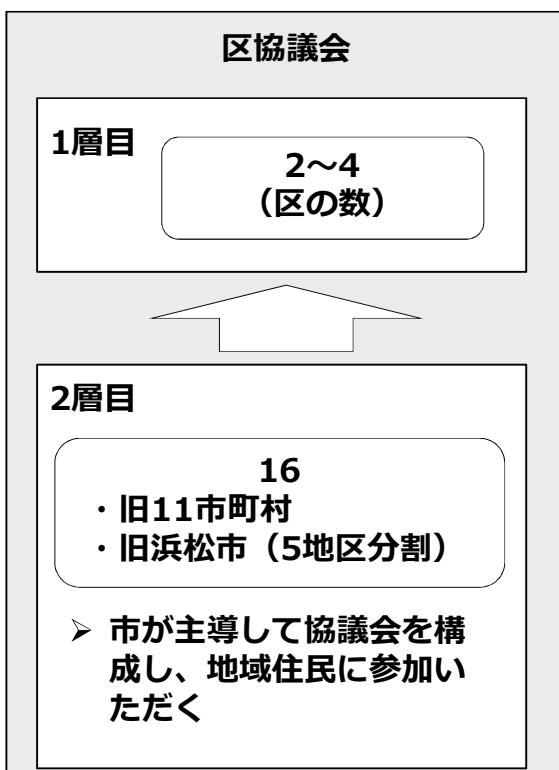 区協議会
1層目
2～4
（区の数）
2層目
16
・旧11市町村
・旧浜松市（5地区分割）
➢ 市が主導して協議会を構
成し、地域住民に参加い
ただく